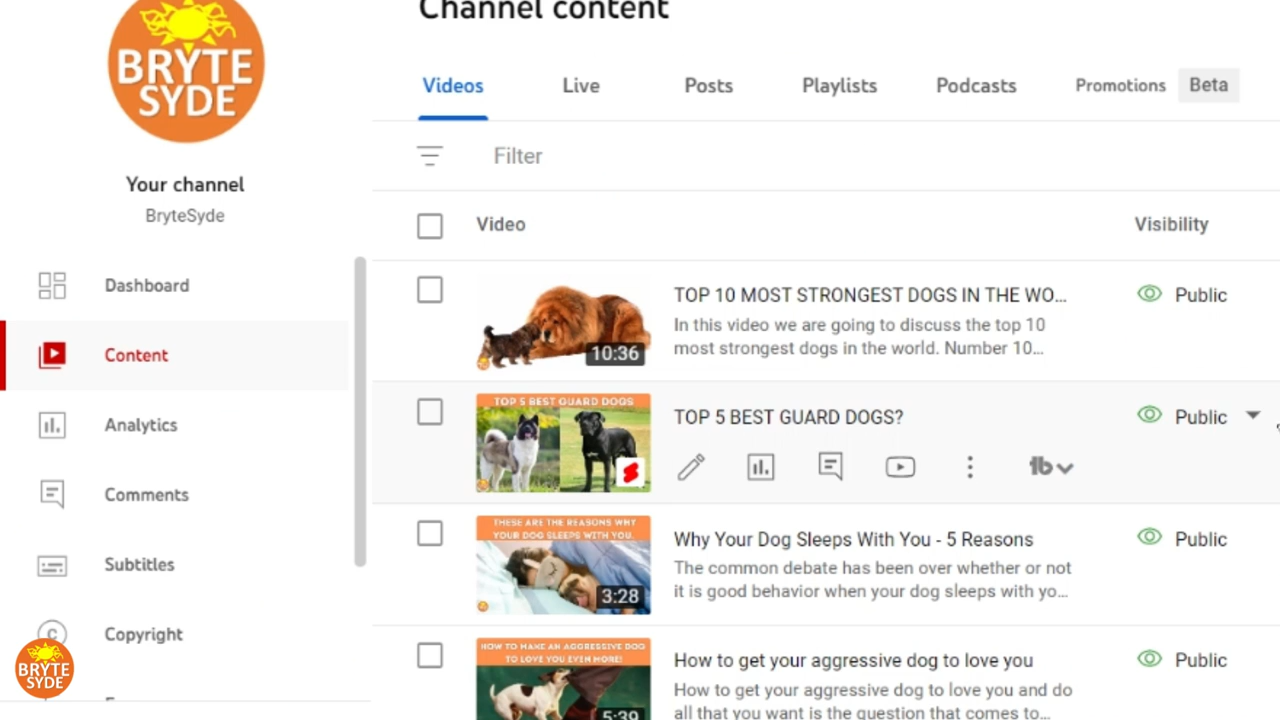 Channel content
BRYTE
SYDE
Your channel
BryteSyde
Dashboard
Content
Analytics
Comments
Subtitles
Copyright
BRYTE
SYDE
Videos
Live
Posts
Playlists
Podcasts
Promotions
Beta
Filter
Video
Visibility
10:36
TOP 10 MOST STRONGEST DOGS IN THE WO...
In this video we are going to discuss the top 10
most strongest dogs in the world. Number 10...
Public
TOP 5 BEST GUARD DOGS
TOP 5 BEST GUARD DOGS?
tb
Public
THESE ARE THE REASONS WHY
YOUR DOG SLEEPS WITH YOU.
3:28
Why Your Dog Sleeps With You - 5 Reasons
The common debate has been over whether or not
it is good behavior when your dog sleeps with yo...
Public
HOW TO MAKE AN AGGRESSIVE DOG
TO LOVE YOU EVEN MORE!
5:39
How to get your aggressive dog to love you
How to get your aggressive dog to love you and do
all that you want is the question that comes to...
Public